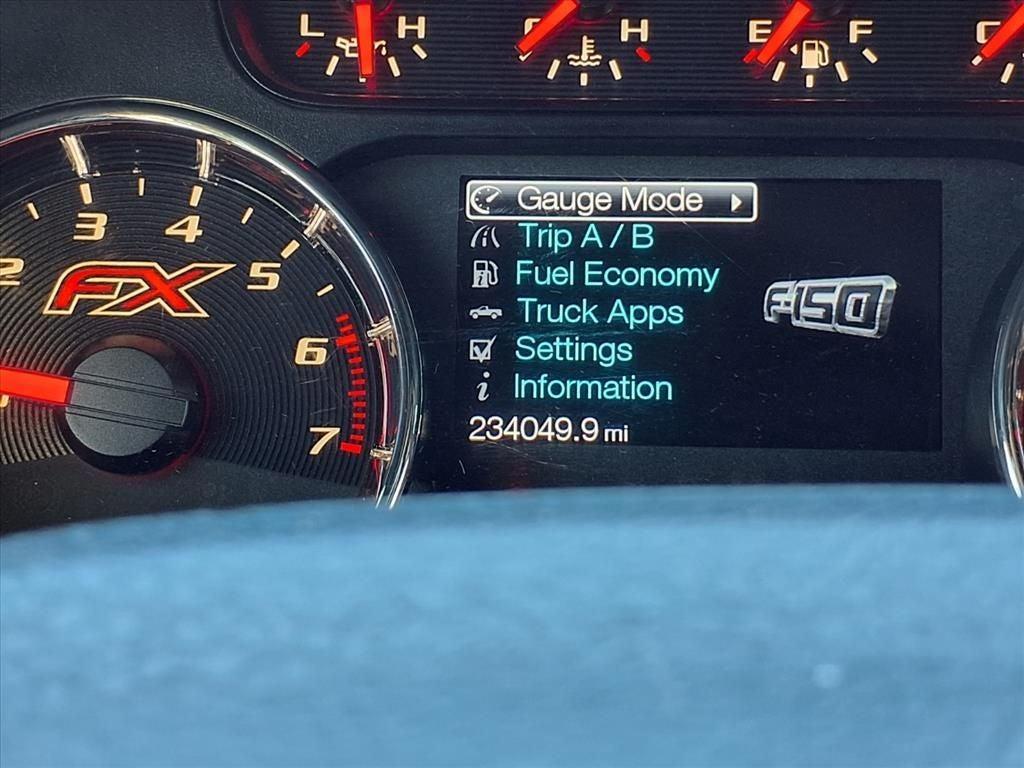 L H
C H
E F
C
2 3 4 5 6 7
FX
Gauge Mode
Trip A / B
Fuel Economy
Truck Apps
Settings
Information
234049.9 mi
F-150